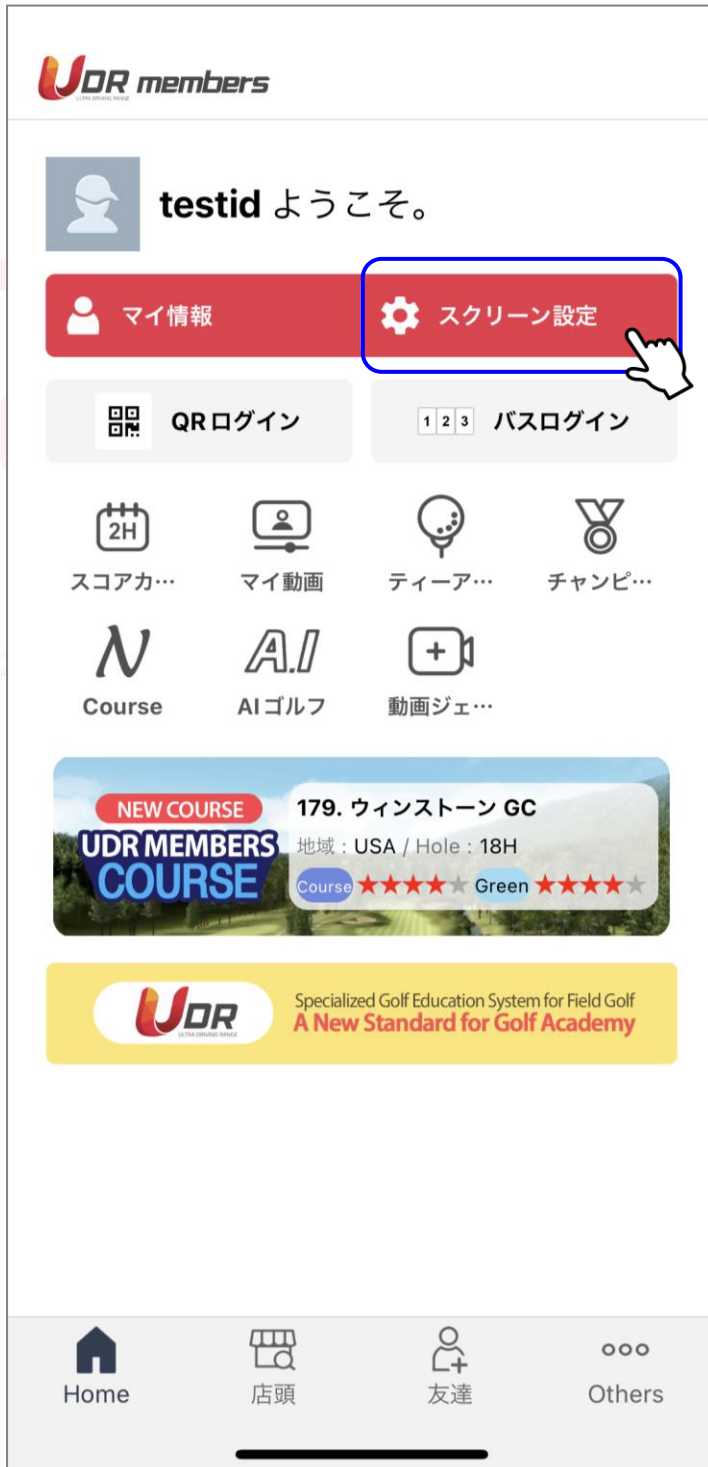 UDR members
ULTRA DRIVING RANGE
testid ようこそ。
マイ情報
スクリーン設定
QRログイン
1 2 3 バスログイン
2H
スコアカ…
マイ動画
ティーア…
チャンピ…
N
Course
A.I
AIゴルフ
動画ジェ…
NEW COURSE
UDR MEMBERS
COURSE
179. ウィンストーン GC
地域 : USA / Hole : 18H
Course ★★★★★ Green ★★★★★
UDR
ULTRA DRIVING RANGE
Specialized Golf Education System for Field Golf
A New Standard for Golf Academy
Home
店頭
友達
Others